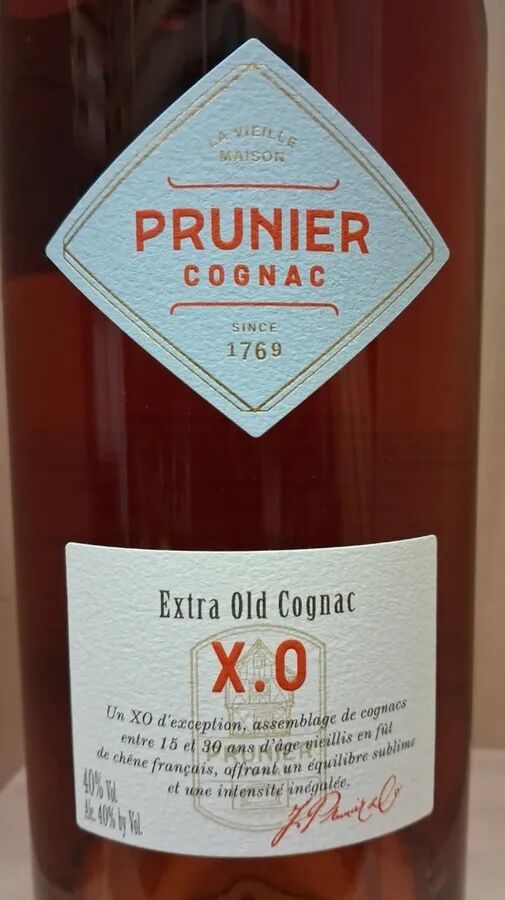 LA VIEILLE
MAISON
PRUNIER
COGNAC
SINCE
1769
Extra Old Cognac
X.O
Un XO d'exception, assemblage de cognacs
entre 15 et 30 ans d'âge vieillis en fût
de chêne français, offrant un équilibre sublime
et une intensité inégalée.
PRUNIER
40% Vol.
Alc. 40% by Vol.